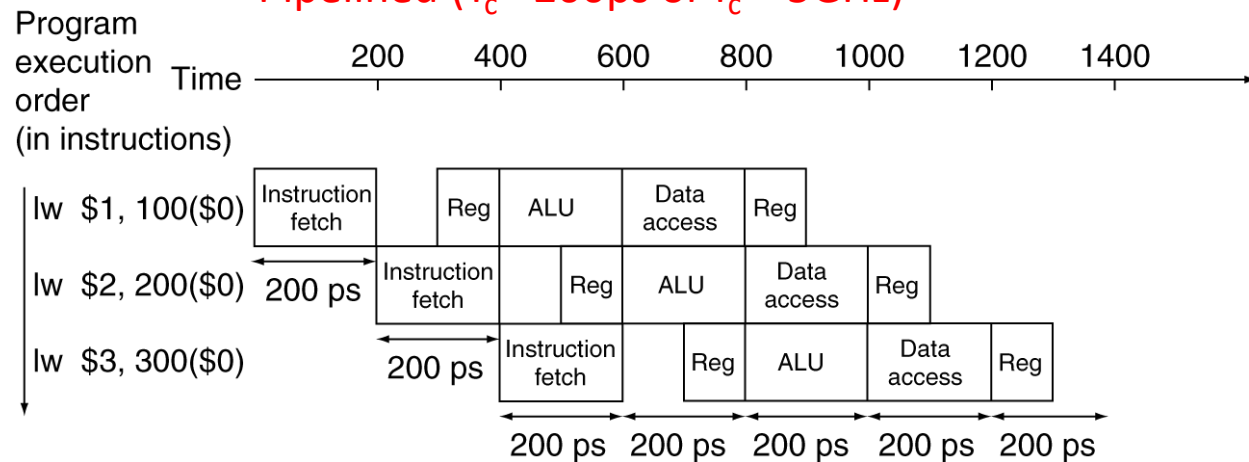 Pipelined 200ps or
Program
execution
order
(in instructions)
Time
200 400 600 800 1000 1200 1400
lw $1, 100($0)
Instruction
fetch
Reg
ALU
Data
access
Reg
lw $2, 200($0)
200 ps
Instruction
fetch
Reg
ALU
Data
access
Reg
lw $3, 300($0)
200 ps
Instruction
fetch
Reg
ALU
Data
access
Reg
200 ps 200 ps 200 ps 200 ps 200 ps